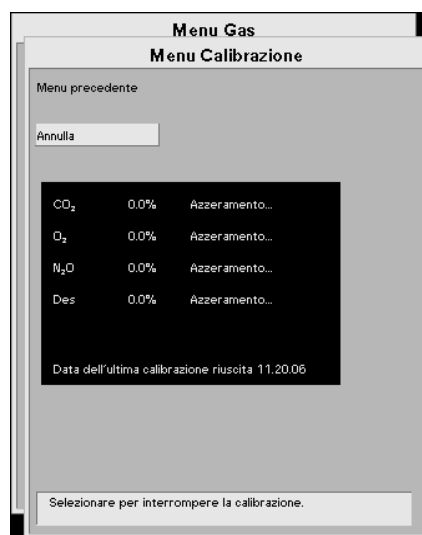 Menu Gas
Menu Calibrazione
Menu precedente
Annulla
CO₂ 0.0% Azzeramento...
O₂ 0.0% Azzeramento...
N₂O 0.0% Azzeramento...
Des 0.0% Azzeramento...
Data dell'ultima calibrazione riuscita 11.20.06
Selezionare per interrompere la calibrazione.